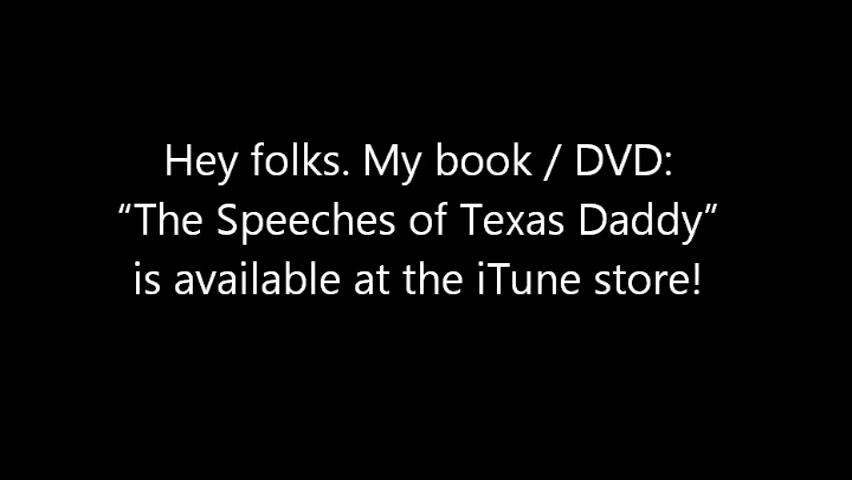 Hey folks. My book / DVD:
“The Speeches of Texas Daddy”
is available at the iTune store!